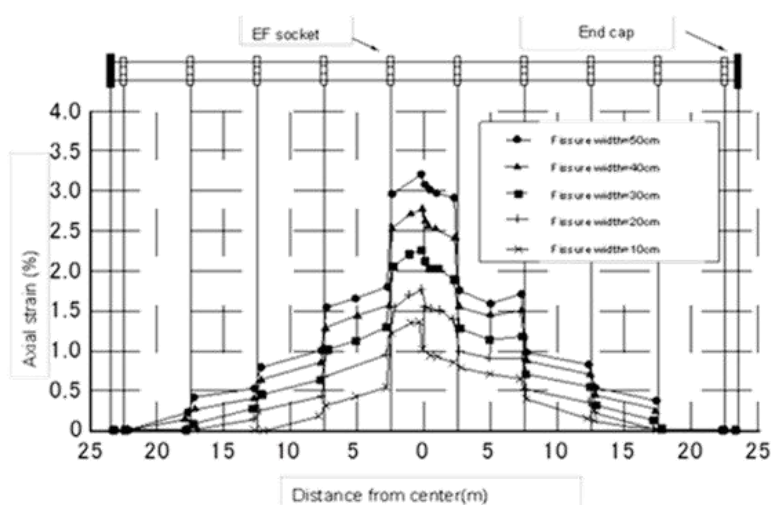 EF socket
End cap
4.0
3.5
3.0
2.5
2.0
1.5
1.0
0.5
0
Axial strain (%)
Fissure width=50cm
Fissure width=40cm
Fissure width=30cm
Fissure width=20cm
Fissure width=10cm
25 20 15 10 5 0 5 10 15 20 25
Distance from center(m)